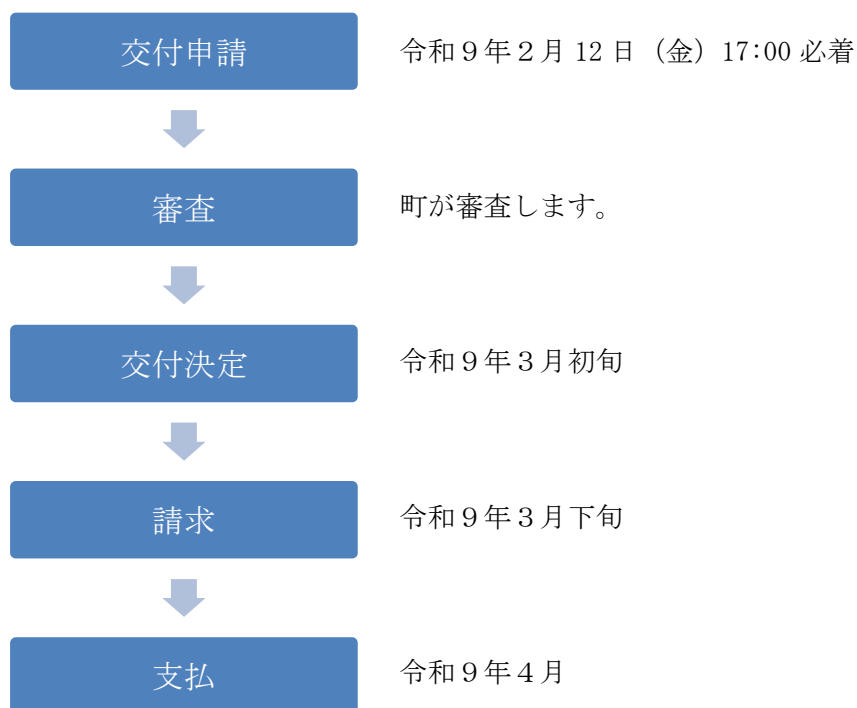 交付申請 令和９年２月 12 日（金）17:00 必着
審査 町が審査します。
交付決定 令和９年３月初旬
請求 令和９年３月下旬
支払 令和９年４月